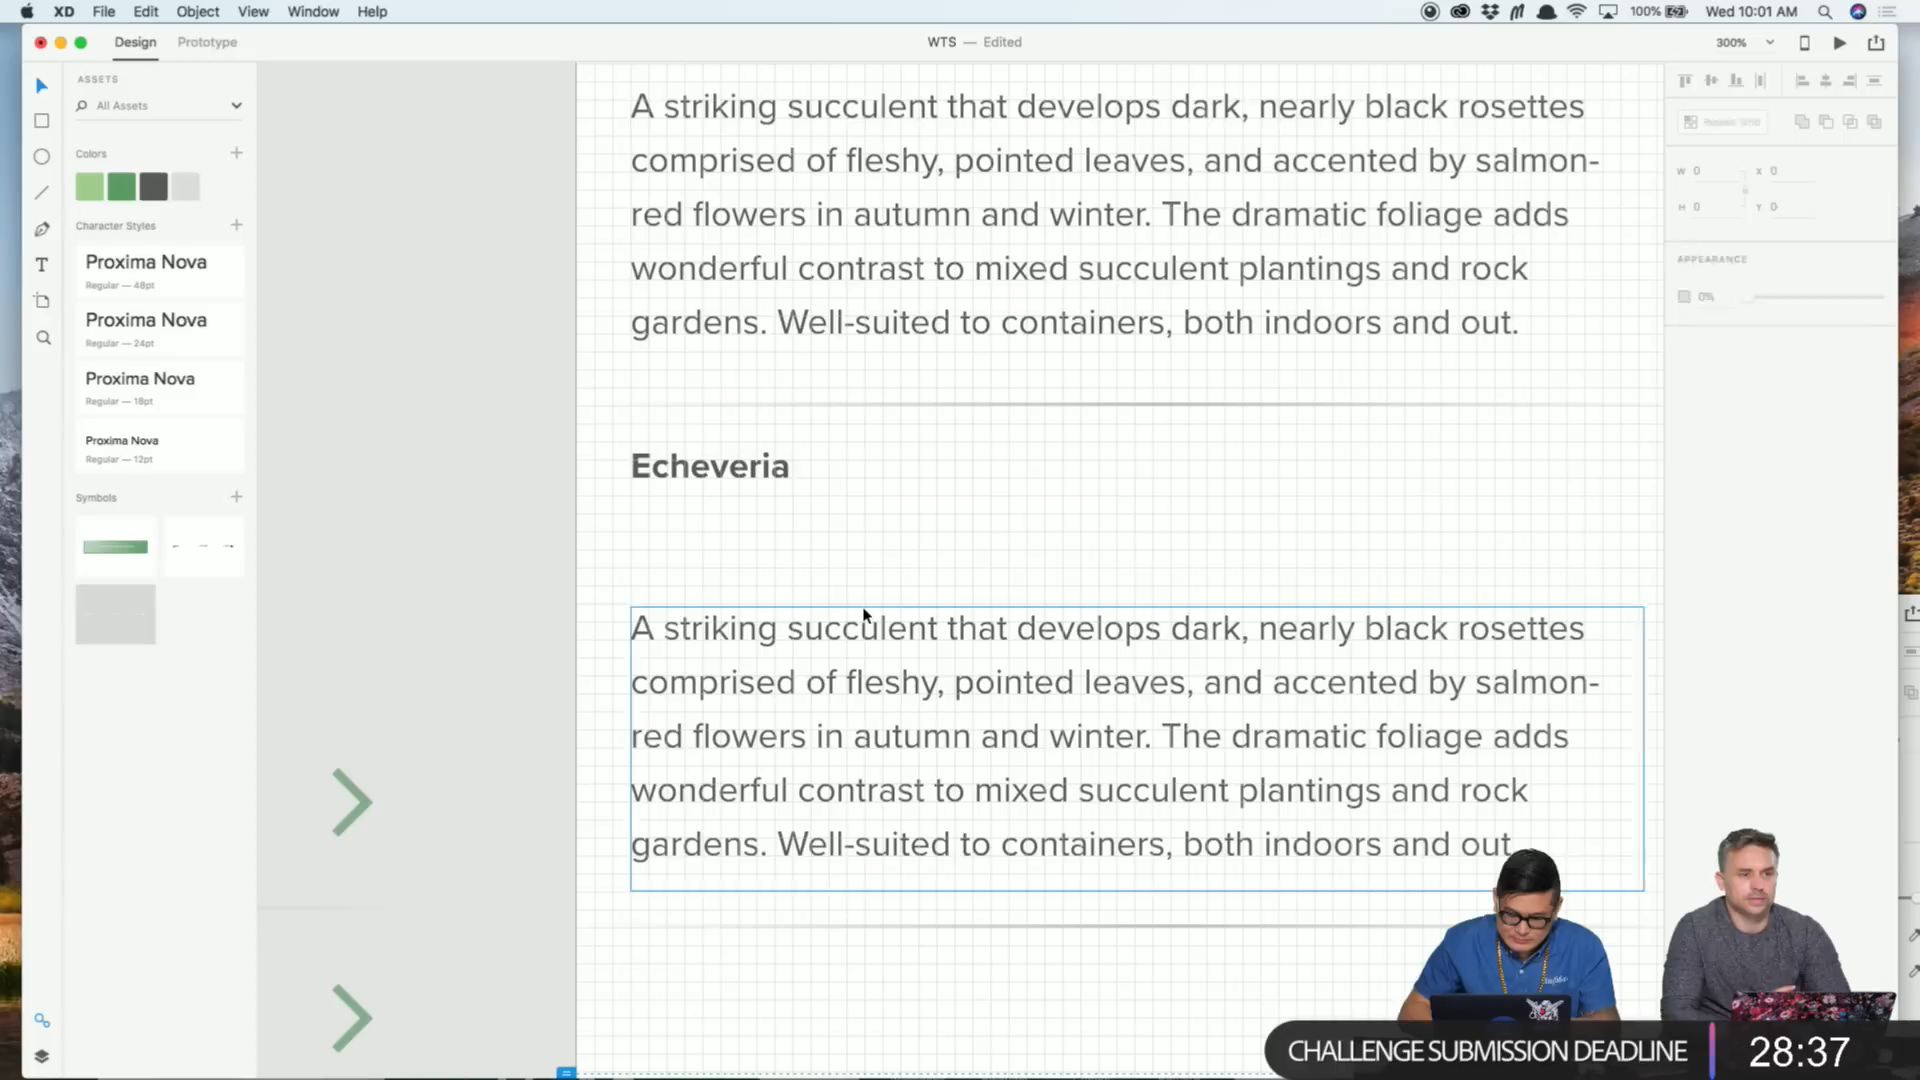 XD File Edit Object View Window Help
100% Wed 10:01 AM
Design Prototype
WTS — Edited
300%
ASSETS
All Assets
Colors
Character Styles
Proxima Nova
Regular — 48pt
Proxima Nova
Regular — 24pt
Proxima Nova
Regular — 18pt
Proxima Nova
Regular — 12pt
Symbols
A striking succulent that develops dark, nearly black rosettes
comprised of fleshy, pointed leaves, and accented by salmon-
red flowers in autumn and winter. The dramatic foliage adds
wonderful contrast to mixed succulent plantings and rock
gardens. Well-suited to containers, both indoors and out.
Echeveria
A striking succulent that develops dark, nearly black rosettes
comprised of fleshy, pointed leaves, and accented by salmon-
red flowers in autumn and winter. The dramatic foliage adds
wonderful contrast to mixed succulent plantings and rock
gardens. Well-suited to containers, both indoors and out
Repeat Grid
W 0 X 0
H 0 Y 0
APPEARANCE
0%
CHALLENGE SUBMISSION DEADLINE 28:37